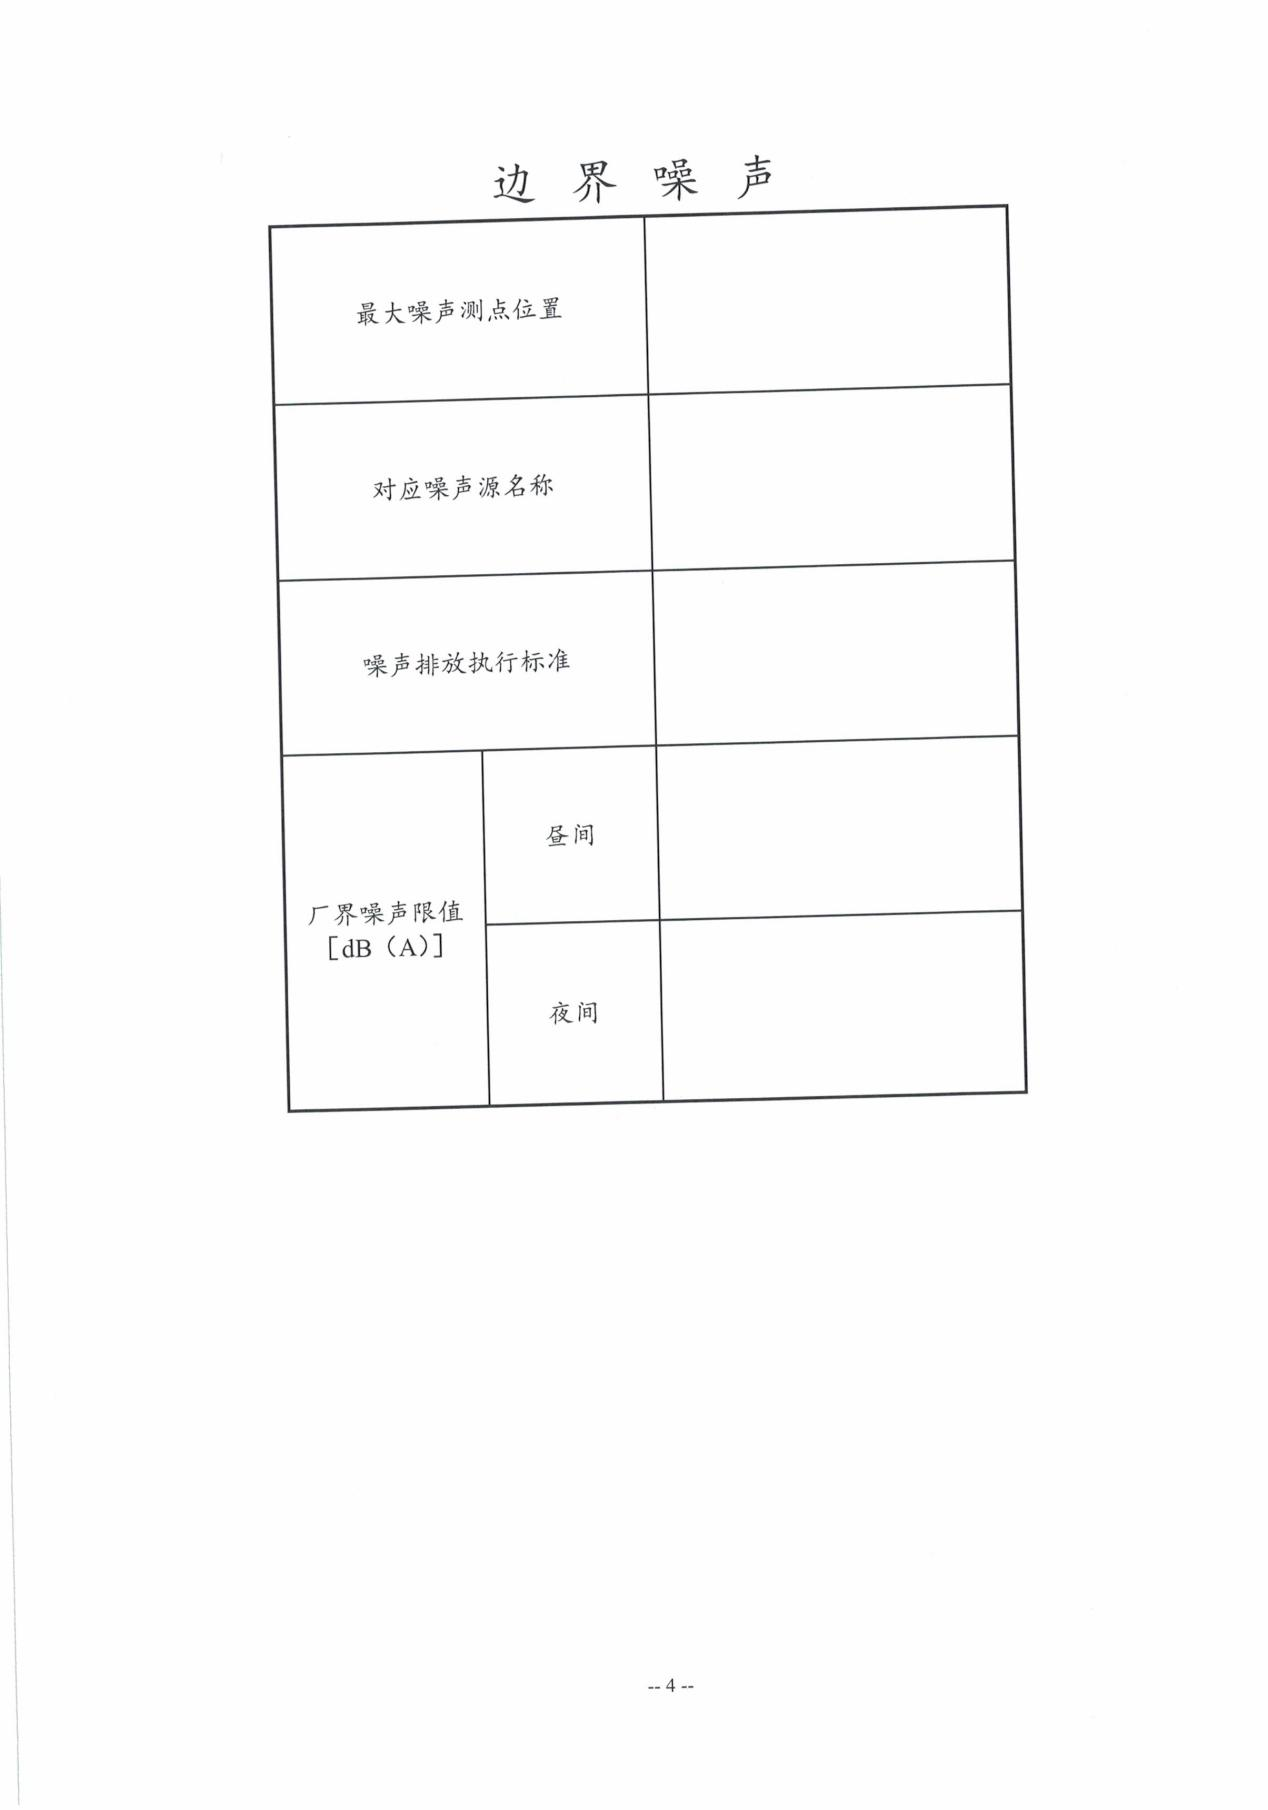 边界噪声
最大噪声测点位置
对应噪声源名称
噪声排放执行标准
厂界噪声限值
[dB（A）]
昼间
夜间
-- 4 --